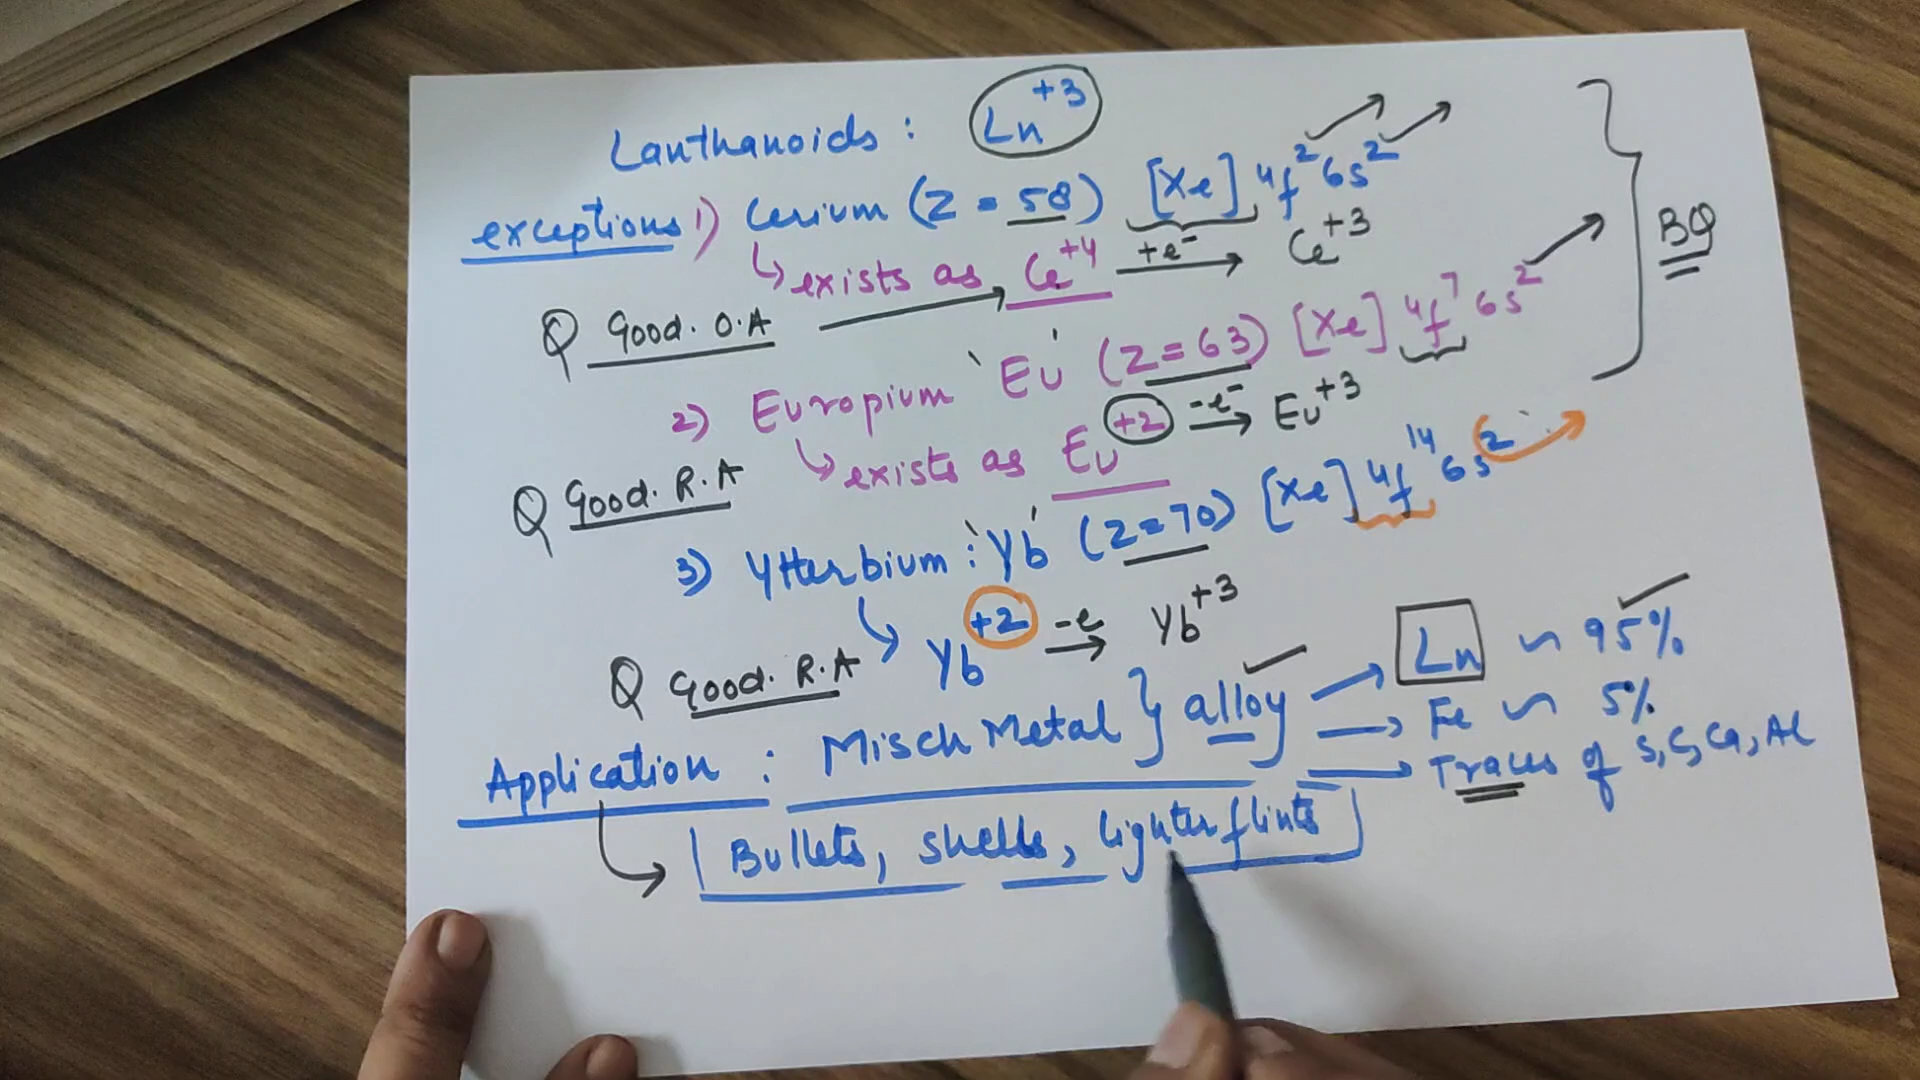 Lanthanoids : Ln+3
exceptions 1) Cerium (Z = 58) [Xe] 4f2 6s2
↳ exists as Ce+4 +e-→ Ce+3
Q Good. O.A →
2) Europium 'Eu' (Z=63) [Xe] 4f7 6s2
↳ exists as Eu+2 -e-→ Eu+3
Q Good. R.A
3) Ytterbium : 'Yb' (Z=70) [Xe] 4f14 6s2
↳ Yb+2 -e→ Yb+3
Q Good. R.A
BQ
Application : Misch Metal } alloy → Ln ~ 95%
→ Fe ~ 5%
→ Traces of S, C, Ca, Al
↳ Bullets, shells, lighter flints